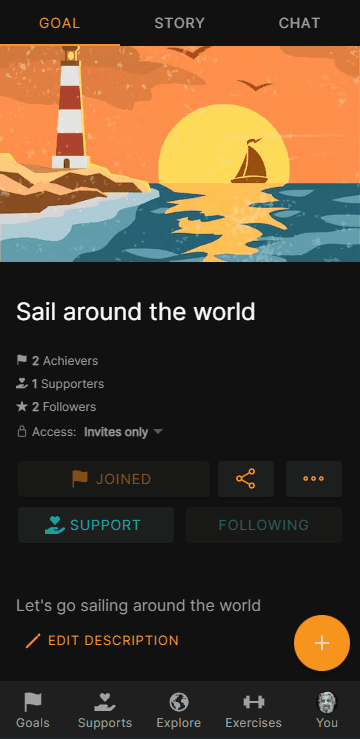 GOAL STORY CHAT
Sail around the world
2 Achievers
1 Supporters
2 Followers
Access: Invites only
JOINED
SUPPORT FOLLOWING
Let's go sailing around the world
EDIT DESCRIPTION
Goals Supports Explore Exercises You